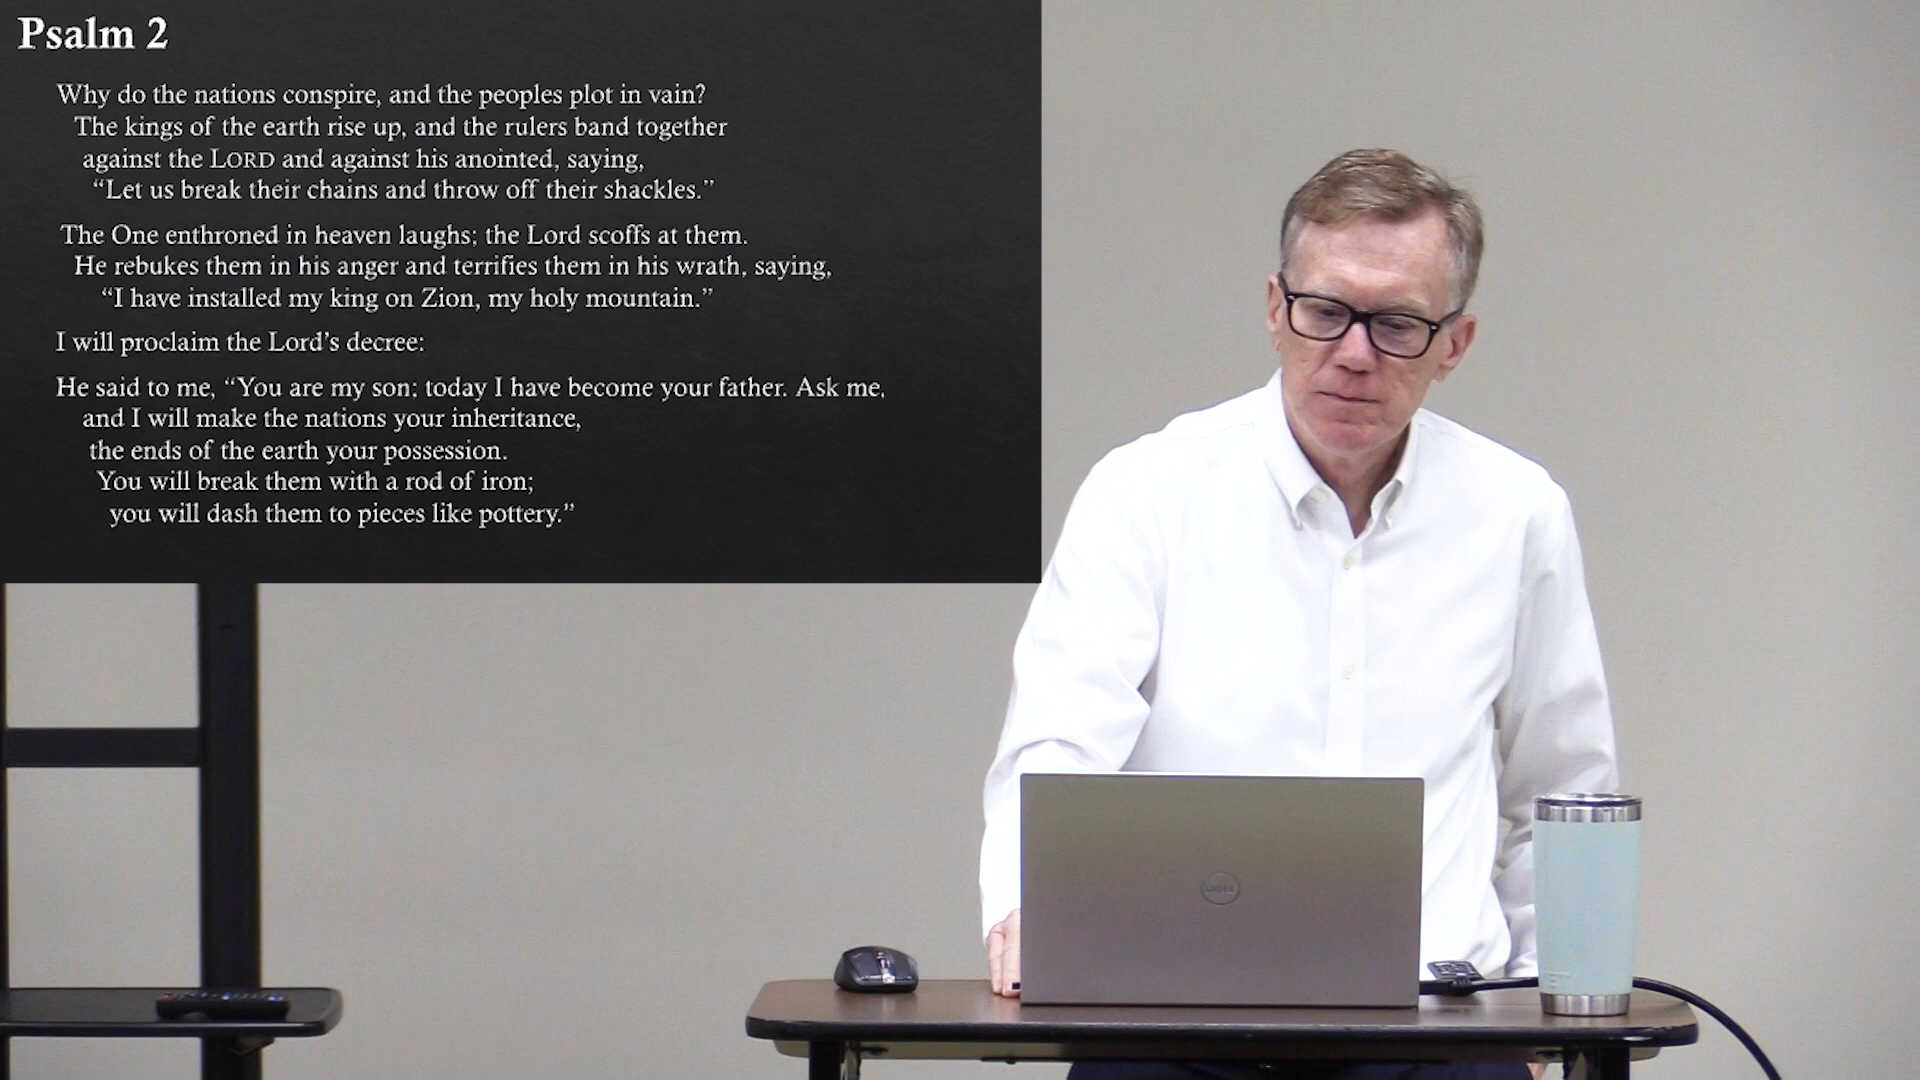 Psalm 2
Why do the nations conspire, and the peoples plot in vain?
The kings of the earth rise up, and the rulers band together
against the LORD and against his anointed, saying,
“Let us break their chains and throw off their shackles.”
The One enthroned in heaven laughs; the Lord scoffs at them.
He rebukes them in his anger and terrifies them in his wrath, saying,
“I have installed my king on Zion, my holy mountain.”
I will proclaim the Lord’s decree:
He said to me, “You are my son; today I have become your father. Ask me,
and I will make the nations your inheritance,
the ends of the earth your possession.
You will break them with a rod of iron;
you will dash them to pieces like pottery.”